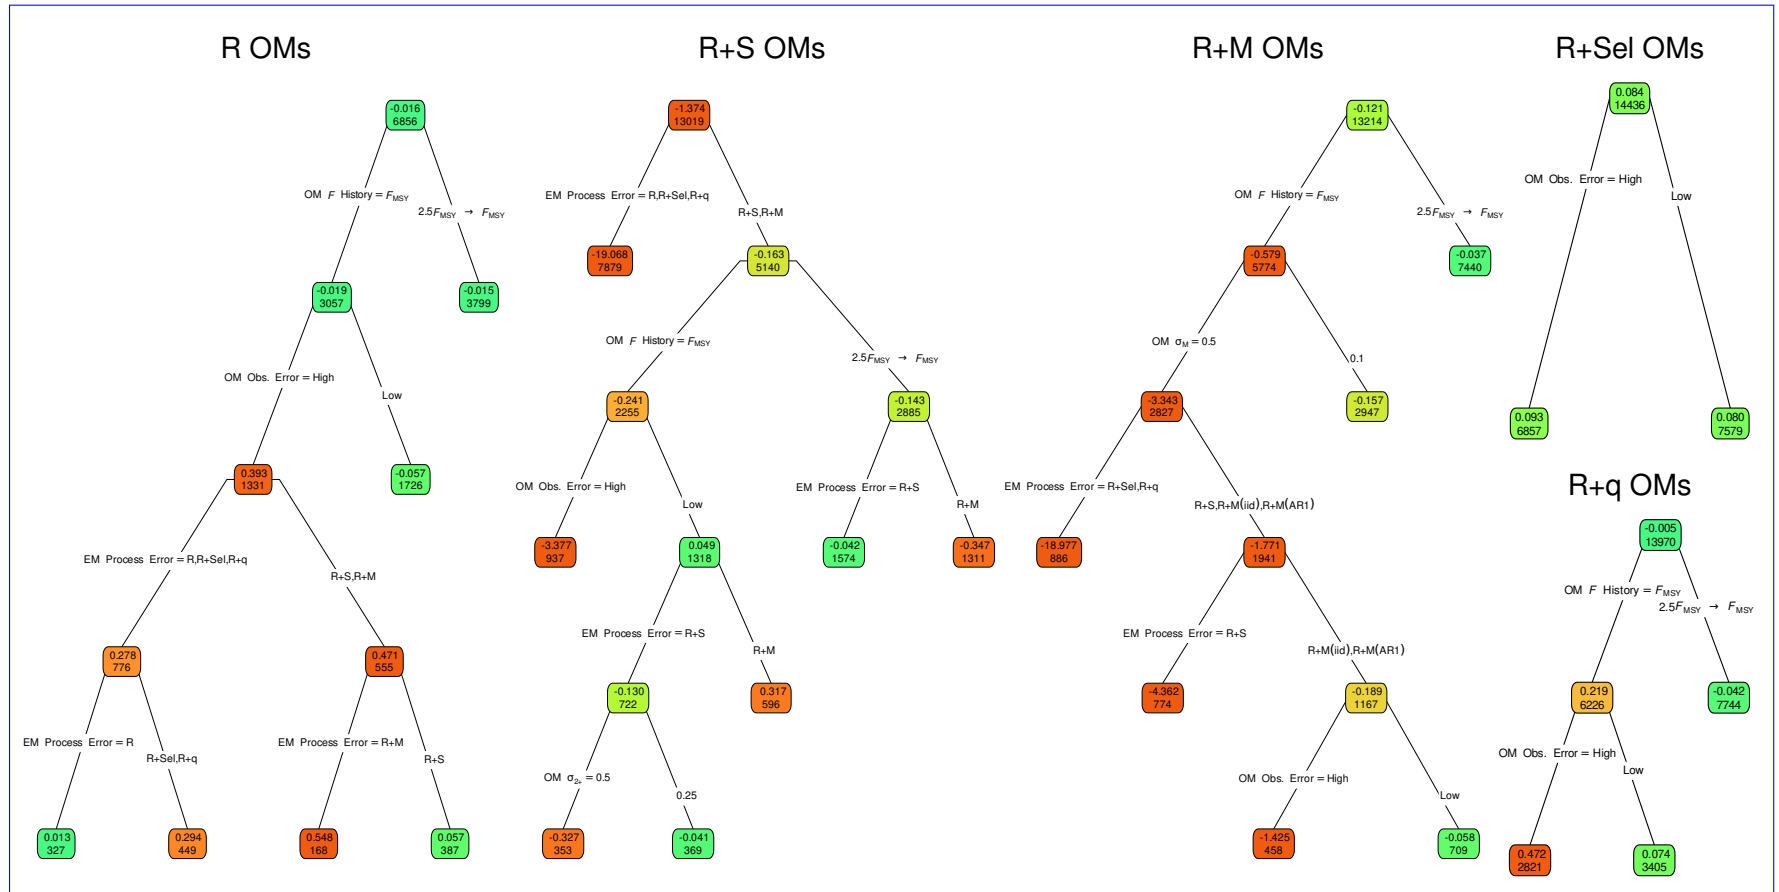 R OMs
-0.016
6856
OM F History = FMSY
2.5FMSY → FMSY
-0.019
3057
-0.015
3799
OM Obs. Error = High
Low
0.393
1331
-0.057
1726
EM Process Error = R,R+Sel,R+q
R+S,R+M
0.278
776
0.471
555
EM Process Error = R
R+Sel,R+q
EM Process Error = R+M
R+S
0.013
327
0.294
449
0.548
168
0.057
387
R+S OMs
-1.374
13019
EM Process Error = R,R+Sel,R+q
R+S,R+M
-19.068
7879
-0.163
5140
OM F History = FMSY
2.5FMSY → FMSY
-0.241
2255
-0.143
2885
OM Obs. Error = High
Low
EM Process Error = R+S
R+M
-3.377
937
0.049
1318
-0.042
1574
-0.347
1311
EM Process Error = R+S
R+M
-0.130
722
0.317
596
OM σ2+ = 0.5
0.25
-0.327
353
-0.041
369
R+M OMs
-0.121
13214
OM F History = FMSY
2.5FMSY → FMSY
-0.579
5774
-0.037
7440
OM σM = 0.5
0.1
-3.343
2827
-0.157
2947
EM Process Error = R+Sel,R+q
R+S,R+M(iid),R+M(AR1)
-18.977
886
-1.771
1941
EM Process Error = R+S
R+M(iid),R+M(AR1)
-4.362
774
-0.189
1167
OM Obs. Error = High
Low
-1.425
458
-0.058
709
R+Sel OMs
0.084
14436
OM Obs. Error = High
Low
0.093
6857
0.080
7579
R+q OMs
-0.005
13970
OM F History = FMSY
2.5FMSY → FMSY
0.219
6226
-0.042
7744
OM Obs. Error = High
Low
0.472
2821
0.074
3405